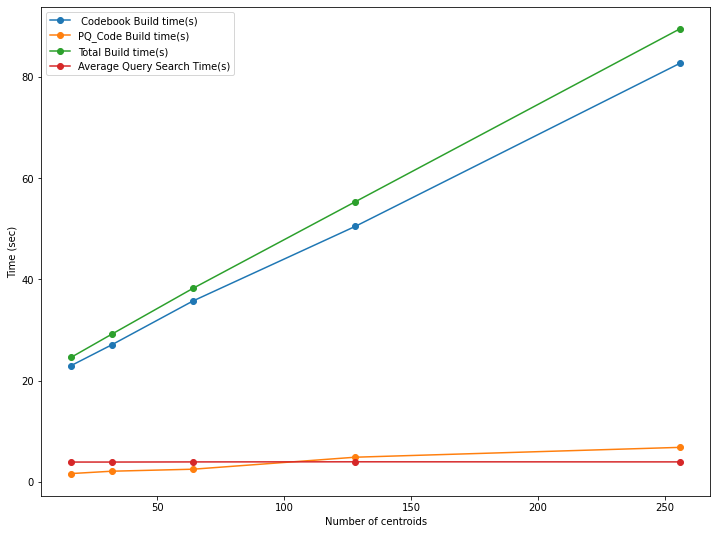 Codebook Build time(s)
PQ_Code Build time(s)
Total Build time(s)
Average Query Search Time(s)
80
60
40
20
0
Time (sec)
50
100
150
200
250
Number of centroids